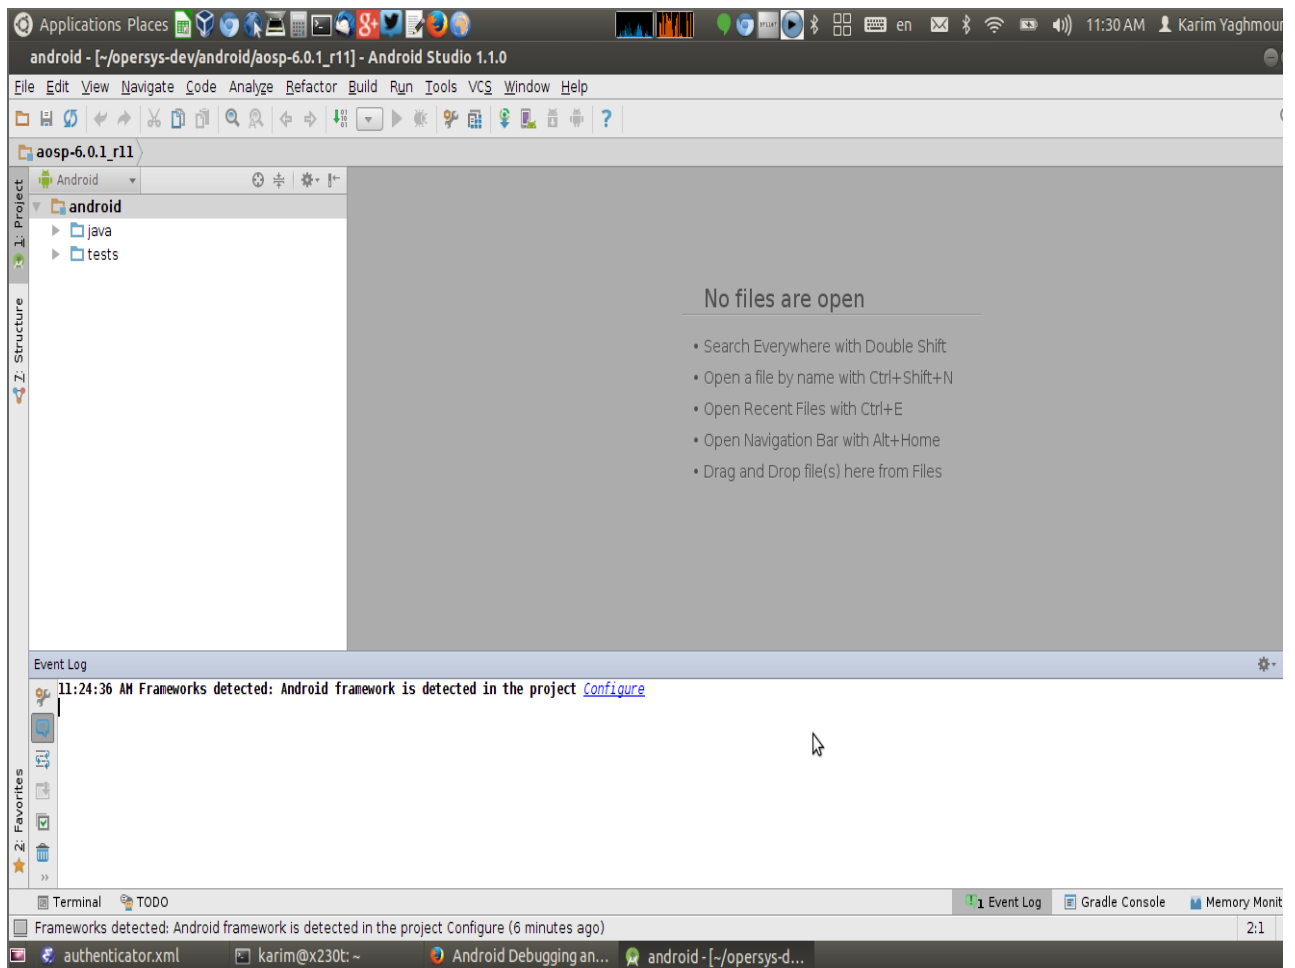 Applications Places en 11:30 AM Karim Yaghmour
android - [~/opersys-dev/android/aosp-6.0.1_r11] - Android Studio 1.1.0
File Edit View Navigate Code Analyze Refactor Build Run Tools VCS Window Help
aosp-6.0.1_r11
Android
android
java
tests
1: Project
7: Structure
2: Favorites
No files are open
• Search Everywhere with Double Shift
• Open a file by name with Ctrl+Shift+N
• Open Recent Files with Ctrl+E
• Open Navigation Bar with Alt+Home
• Drag and Drop file(s) here from Files
Event Log
11:24:36 AM Frameworks detected: Android framework is detected in the project Configure
Terminal TODO 1 Event Log Gradle Console Memory Monit
Frameworks detected: Android framework is detected in the project Configure (6 minutes ago) 2:1
authenticator.xml karim@x230t: ~ Android Debugging an... android - [~/opersys-d...